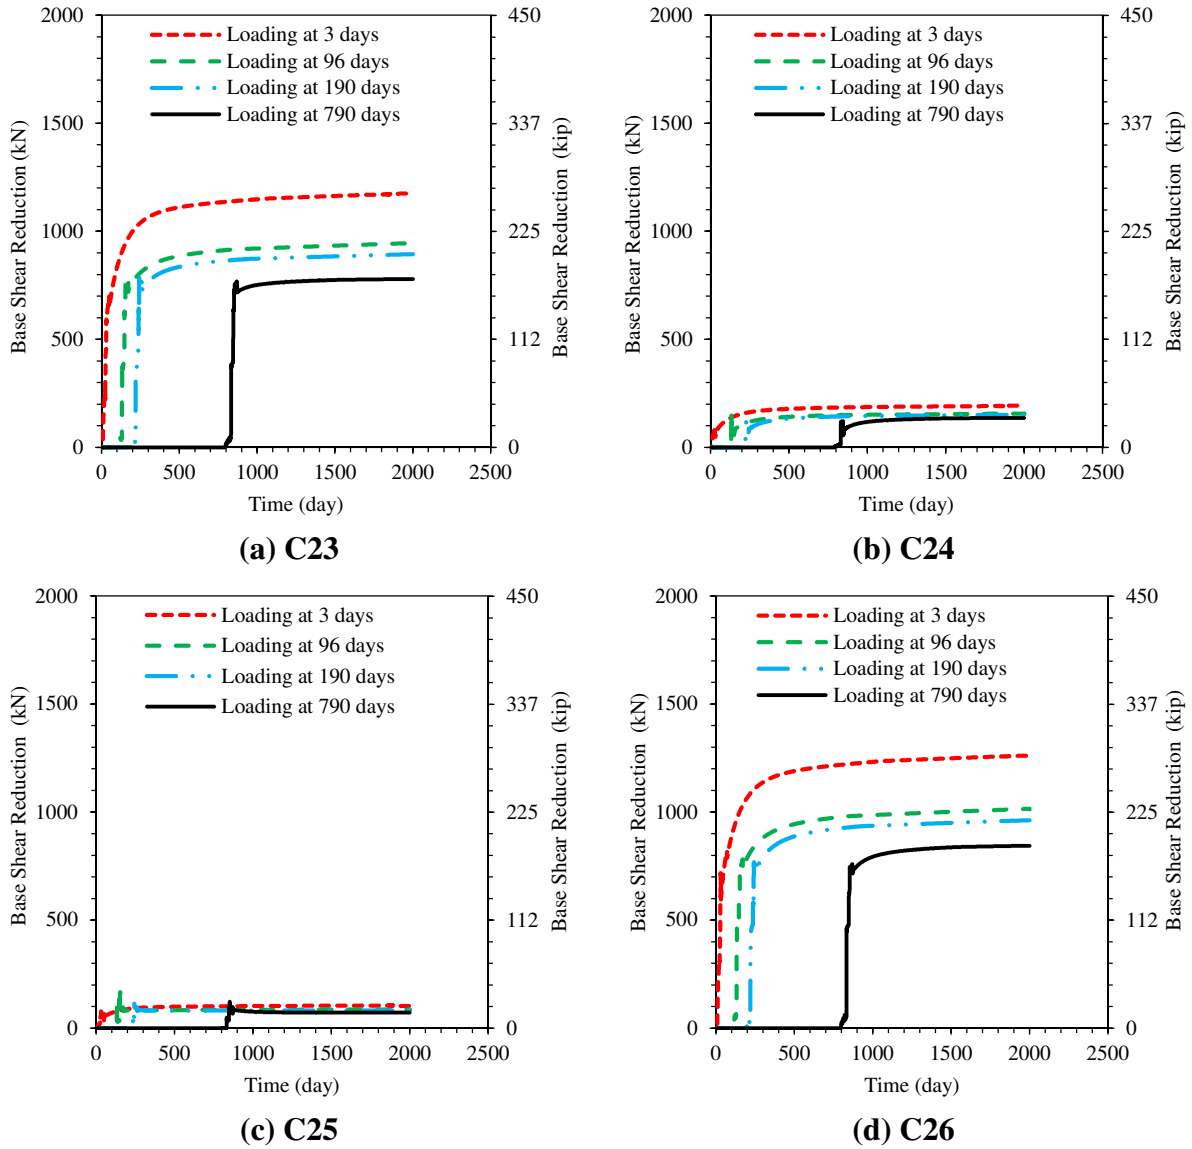 2000
1500
1000
500
0
Base Shear Reduction (kN)
Loading at 3 days
Loading at 96 days
Loading at 190 days
Loading at 790 days
450
337
225
112
0
Base Shear Reduction (kip)
0 500 1000 1500 2000 2500
Time (day)
(a) C23
2000
1500
1000
500
0
Base Shear Reduction (kN)
Loading at 3 days
Loading at 96 days
Loading at 190 days
Loading at 790 days
450
337
225
112
0
Base Shear Reduction (kip)
0 500 1000 1500 2000 2500
Time (day)
(b) C24
2000
1500
1000
500
0
Base Shear Reduction (kN)
Loading at 3 days
Loading at 96 days
Loading at 190 days
Loading at 790 days
450
337
225
112
0
Base Shear Reduction (kip)
0 500 1000 1500 2000 2500
Time (day)
(c) C25
2000
1500
1000
500
0
Base Shear Reduction (kN)
Loading at 3 days
Loading at 96 days
Loading at 190 days
Loading at 790 days
450
337
225
112
0
Base Shear Reduction (kip)
0 500 1000 1500 2000 2500
Time (day)
(d) C26